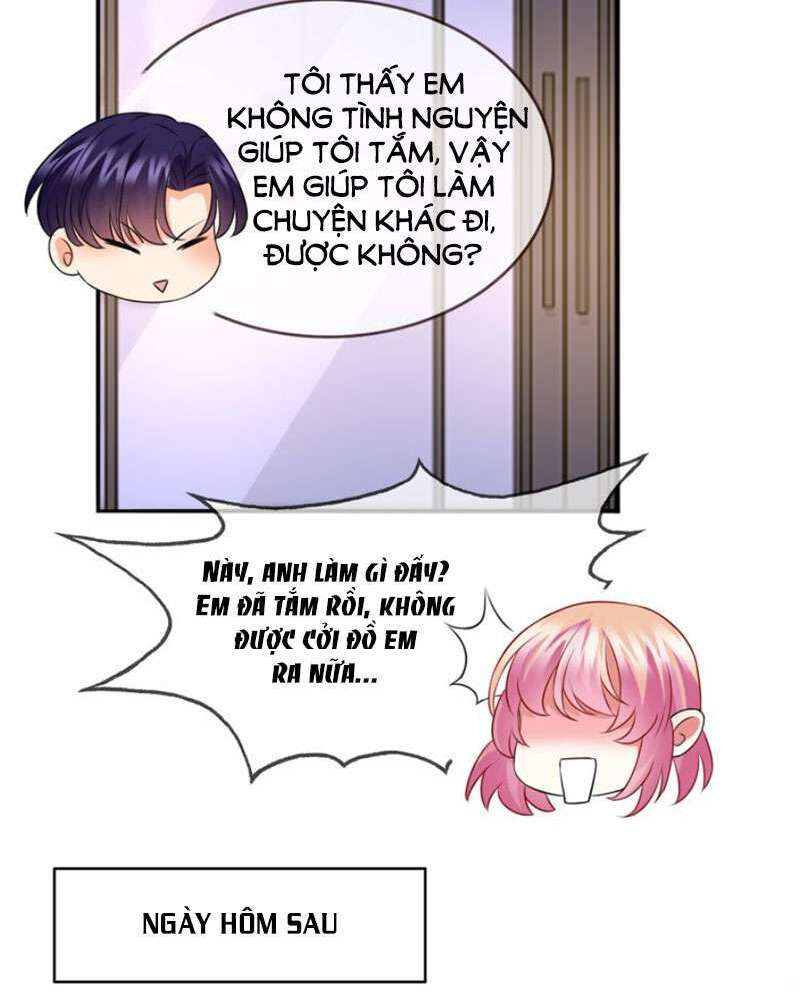 TÔI THẤY EM
KHÔNG TÌNH NGUYỆN
GIÚP TÔI TẮM, VẬY
EM GIÚP TÔI LÀM
CHUYỆN KHÁC ĐI,
ĐƯỢC KHÔNG?
NÀY, ANH LÀM GÌ ĐẤY?
EM ĐÃ TẮM RỒI, KHÔNG
ĐƯỢC CỞI ĐỒ EM
RA NỮA...
NGÀY HÔM SAU